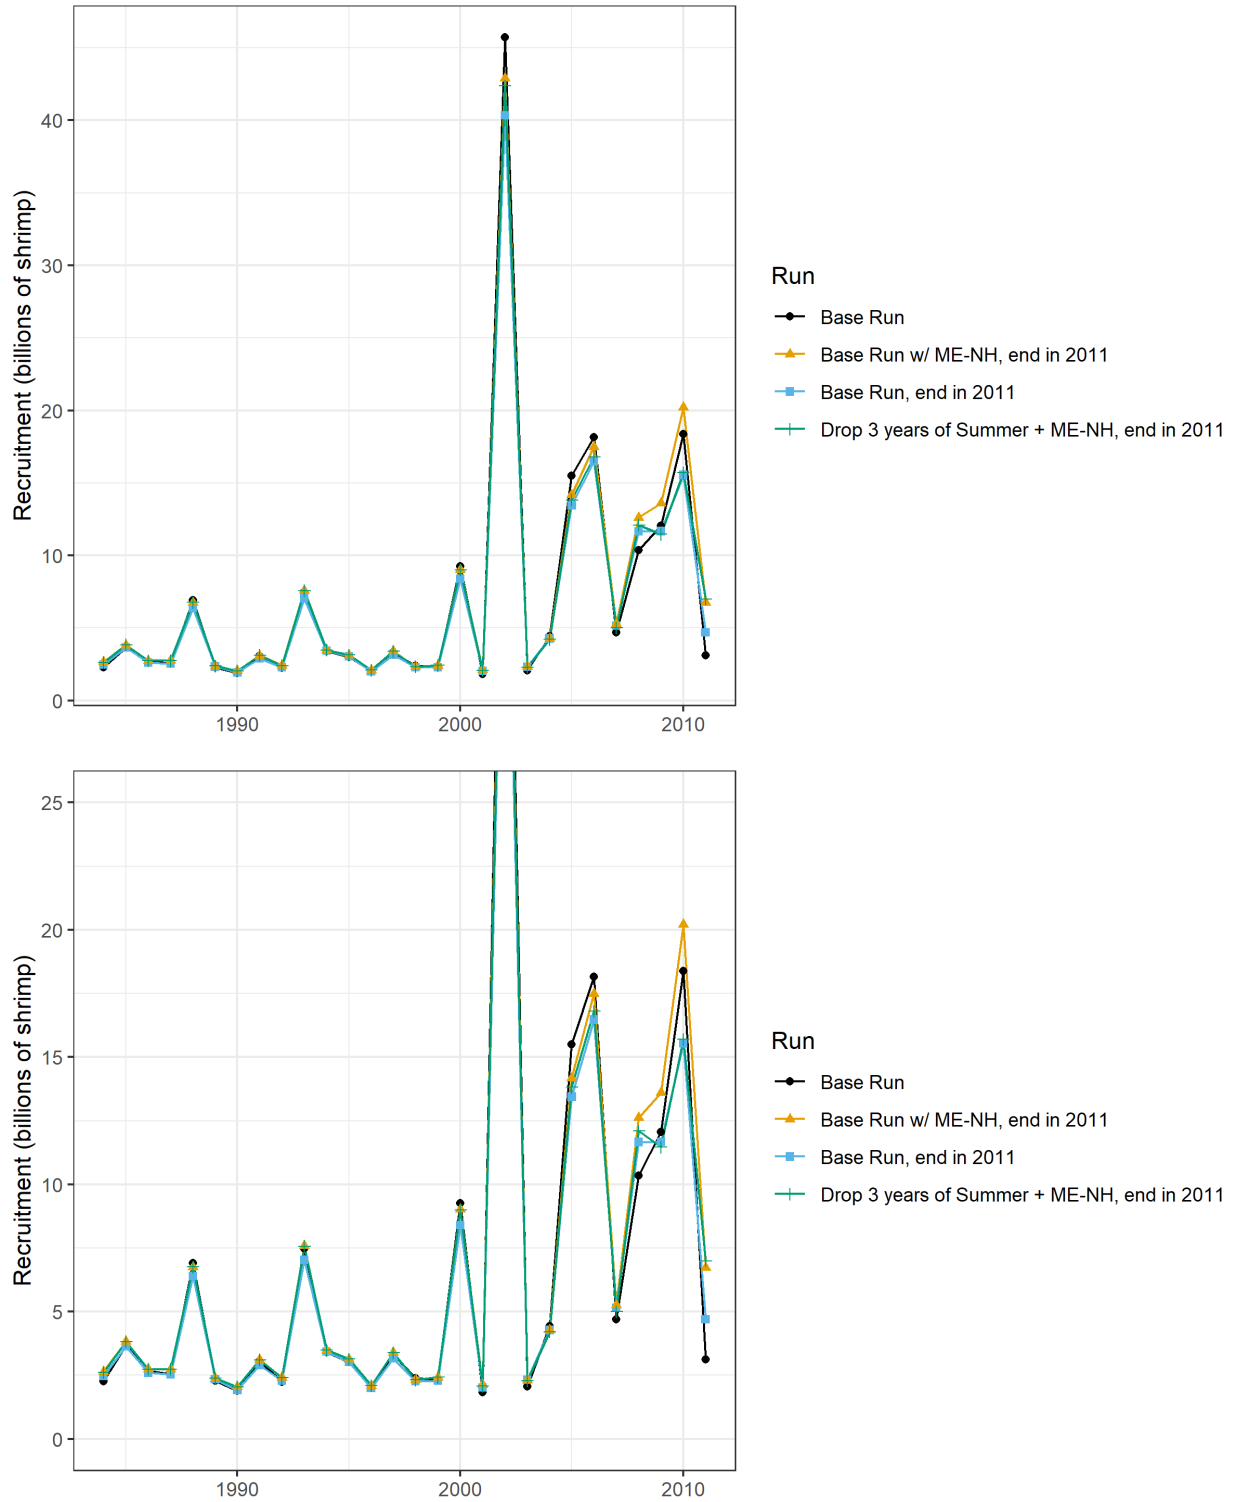 Recruitment (billions of shrimp)
40
30
20
10
0
1990
2000
2010
Run
Base Run
Base Run w/ ME-NH, end in 2011
Base Run, end in 2011
Drop 3 years of Summer + ME-NH, end in 2011
Recruitment (billions of shrimp)
25
20
15
10
5
0
1990
2000
2010
Run
Base Run
Base Run w/ ME-NH, end in 2011
Base Run, end in 2011
Drop 3 years of Summer + ME-NH, end in 2011